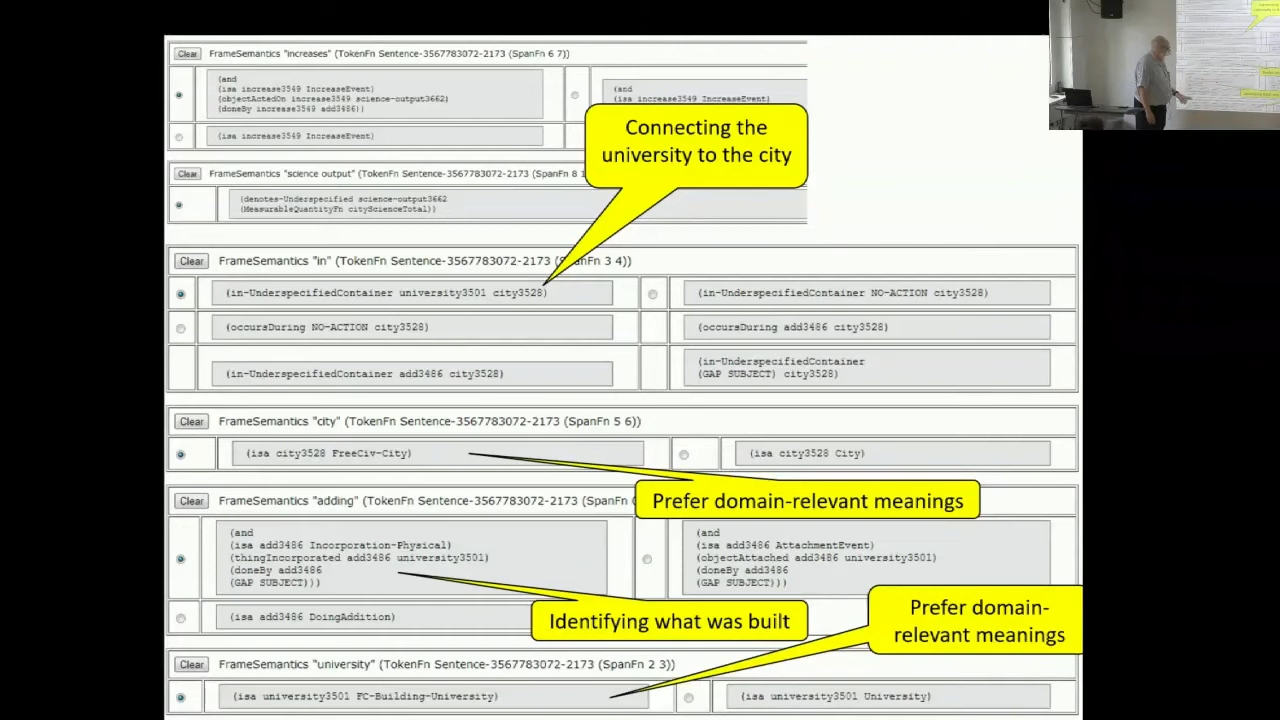 Clear FrameSemantics "increases" (TokenFn Sentence-3567783072-2173 (SpanFn 6 7))
(and
(isa increase3549 IncreaseEvent)
(objectActedOn increase3549 science-output3662)
(doneBy increase3549 add3486))
(and
(isa increase3549 IncreaseEvent)
(isa increase3549 IncreaseEvent)
Connecting the
university to the city
Clear FrameSemantics "science output" (TokenFn Sentence-3567783072-2173 (SpanFn 8 1
(denotes-Underspecified science-output3662
(MeasurableQuantityFn cityScienceTotal))
Clear FrameSemantics "in" (TokenFn Sentence-3567783072-2173 (SpanFn 3 4))
(in-UnderspecifiedContainer university3501 city3528)
(in-UnderspecifiedContainer NO-ACTION city3528)
(occursDuring NO-ACTION city3528)
(occursDuring add3486 city3528)
(in-UnderspecifiedContainer add3486 city3528)
(in-UnderspecifiedContainer
(GAP SUBJECT) city3528)
Clear FrameSemantics "city" (TokenFn Sentence-3567783072-2173 (SpanFn 5 6))
(isa city3528 FreeCiv-City)
(isa city3528 City)
Prefer domain-relevant meanings
Clear FrameSemantics "adding" (TokenFn Sentence-3567783072-2173 (SpanFn
(and
(isa add3486 Incorporation-Physical)
(thingIncorporated add3486 university3501)
(doneBy add3486
(GAP SUBJECT)))
(and
(isa add3486 AttachmentEvent)
(objectAttached add3486 university3501)
(doneBy add3486
(GAP SUBJECT)))
(isa add3486 DoingAddition)
Identifying what was built
Prefer domain-
relevant meanings
Clear FrameSemantics "university" (TokenFn Sentence-3567783072-2173 (SpanFn 2 3))
(isa university3501 FC-Building-University)
(isa university3501 University)